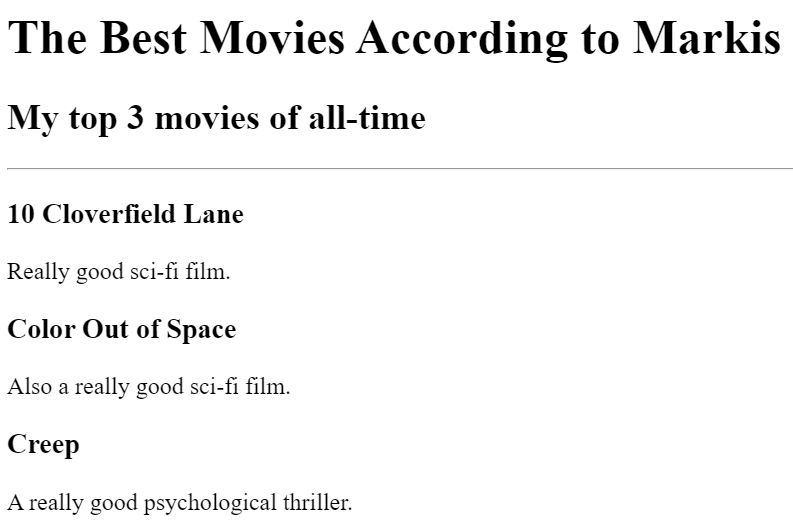 The Best Movies According to Markis
My top 3 movies of all-time
10 Cloverfield Lane
Really good sci-fi film.
Color Out of Space
Also a really good sci-fi film.
Creep
A really good psychological thriller.